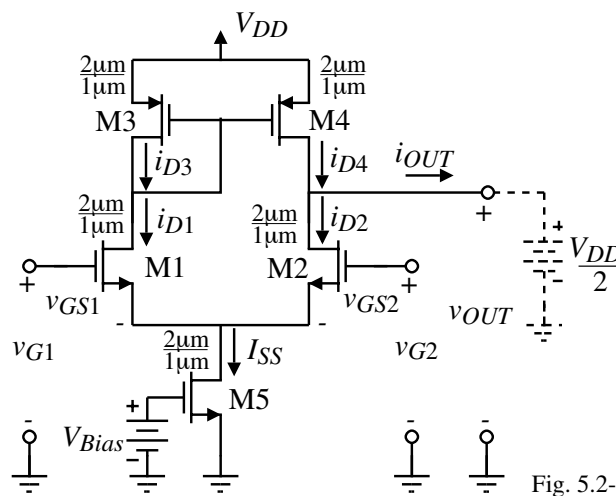 V_DD
2µm 2µm
1µm 1µm
M3 M4
i_D3 i_D4 i_OUT
+
2µm 2µm
1µm 1µm
i_D1 i_D2
+
M1 M2
V_DD
2
+ +
-
v_GS1 v_GS2
v_OUT
- -
2µm
1µm
I_SS
v_G1 v_G2
M5
+
V_Bias
-
- - -
Fig. 5.2-